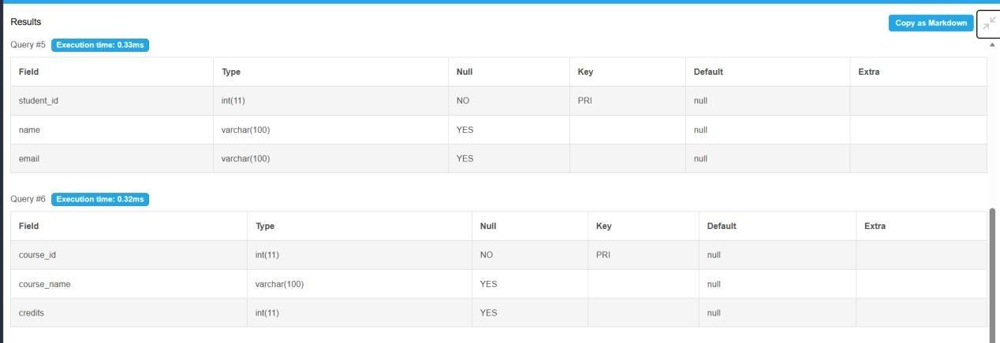 Results
Copy as Markdown
Query #5 Execution time: 0.33ms
Field Type Null Key Default Extra
student_id int(11) NO PRI null
name varchar(100) YES null
email varchar(100) YES null
Query #6 Execution time: 0.32ms
Field Type Null Key Default Extra
course_id int(11) NO PRI null
course_name varchar(100) YES null
credits int(11) YES null